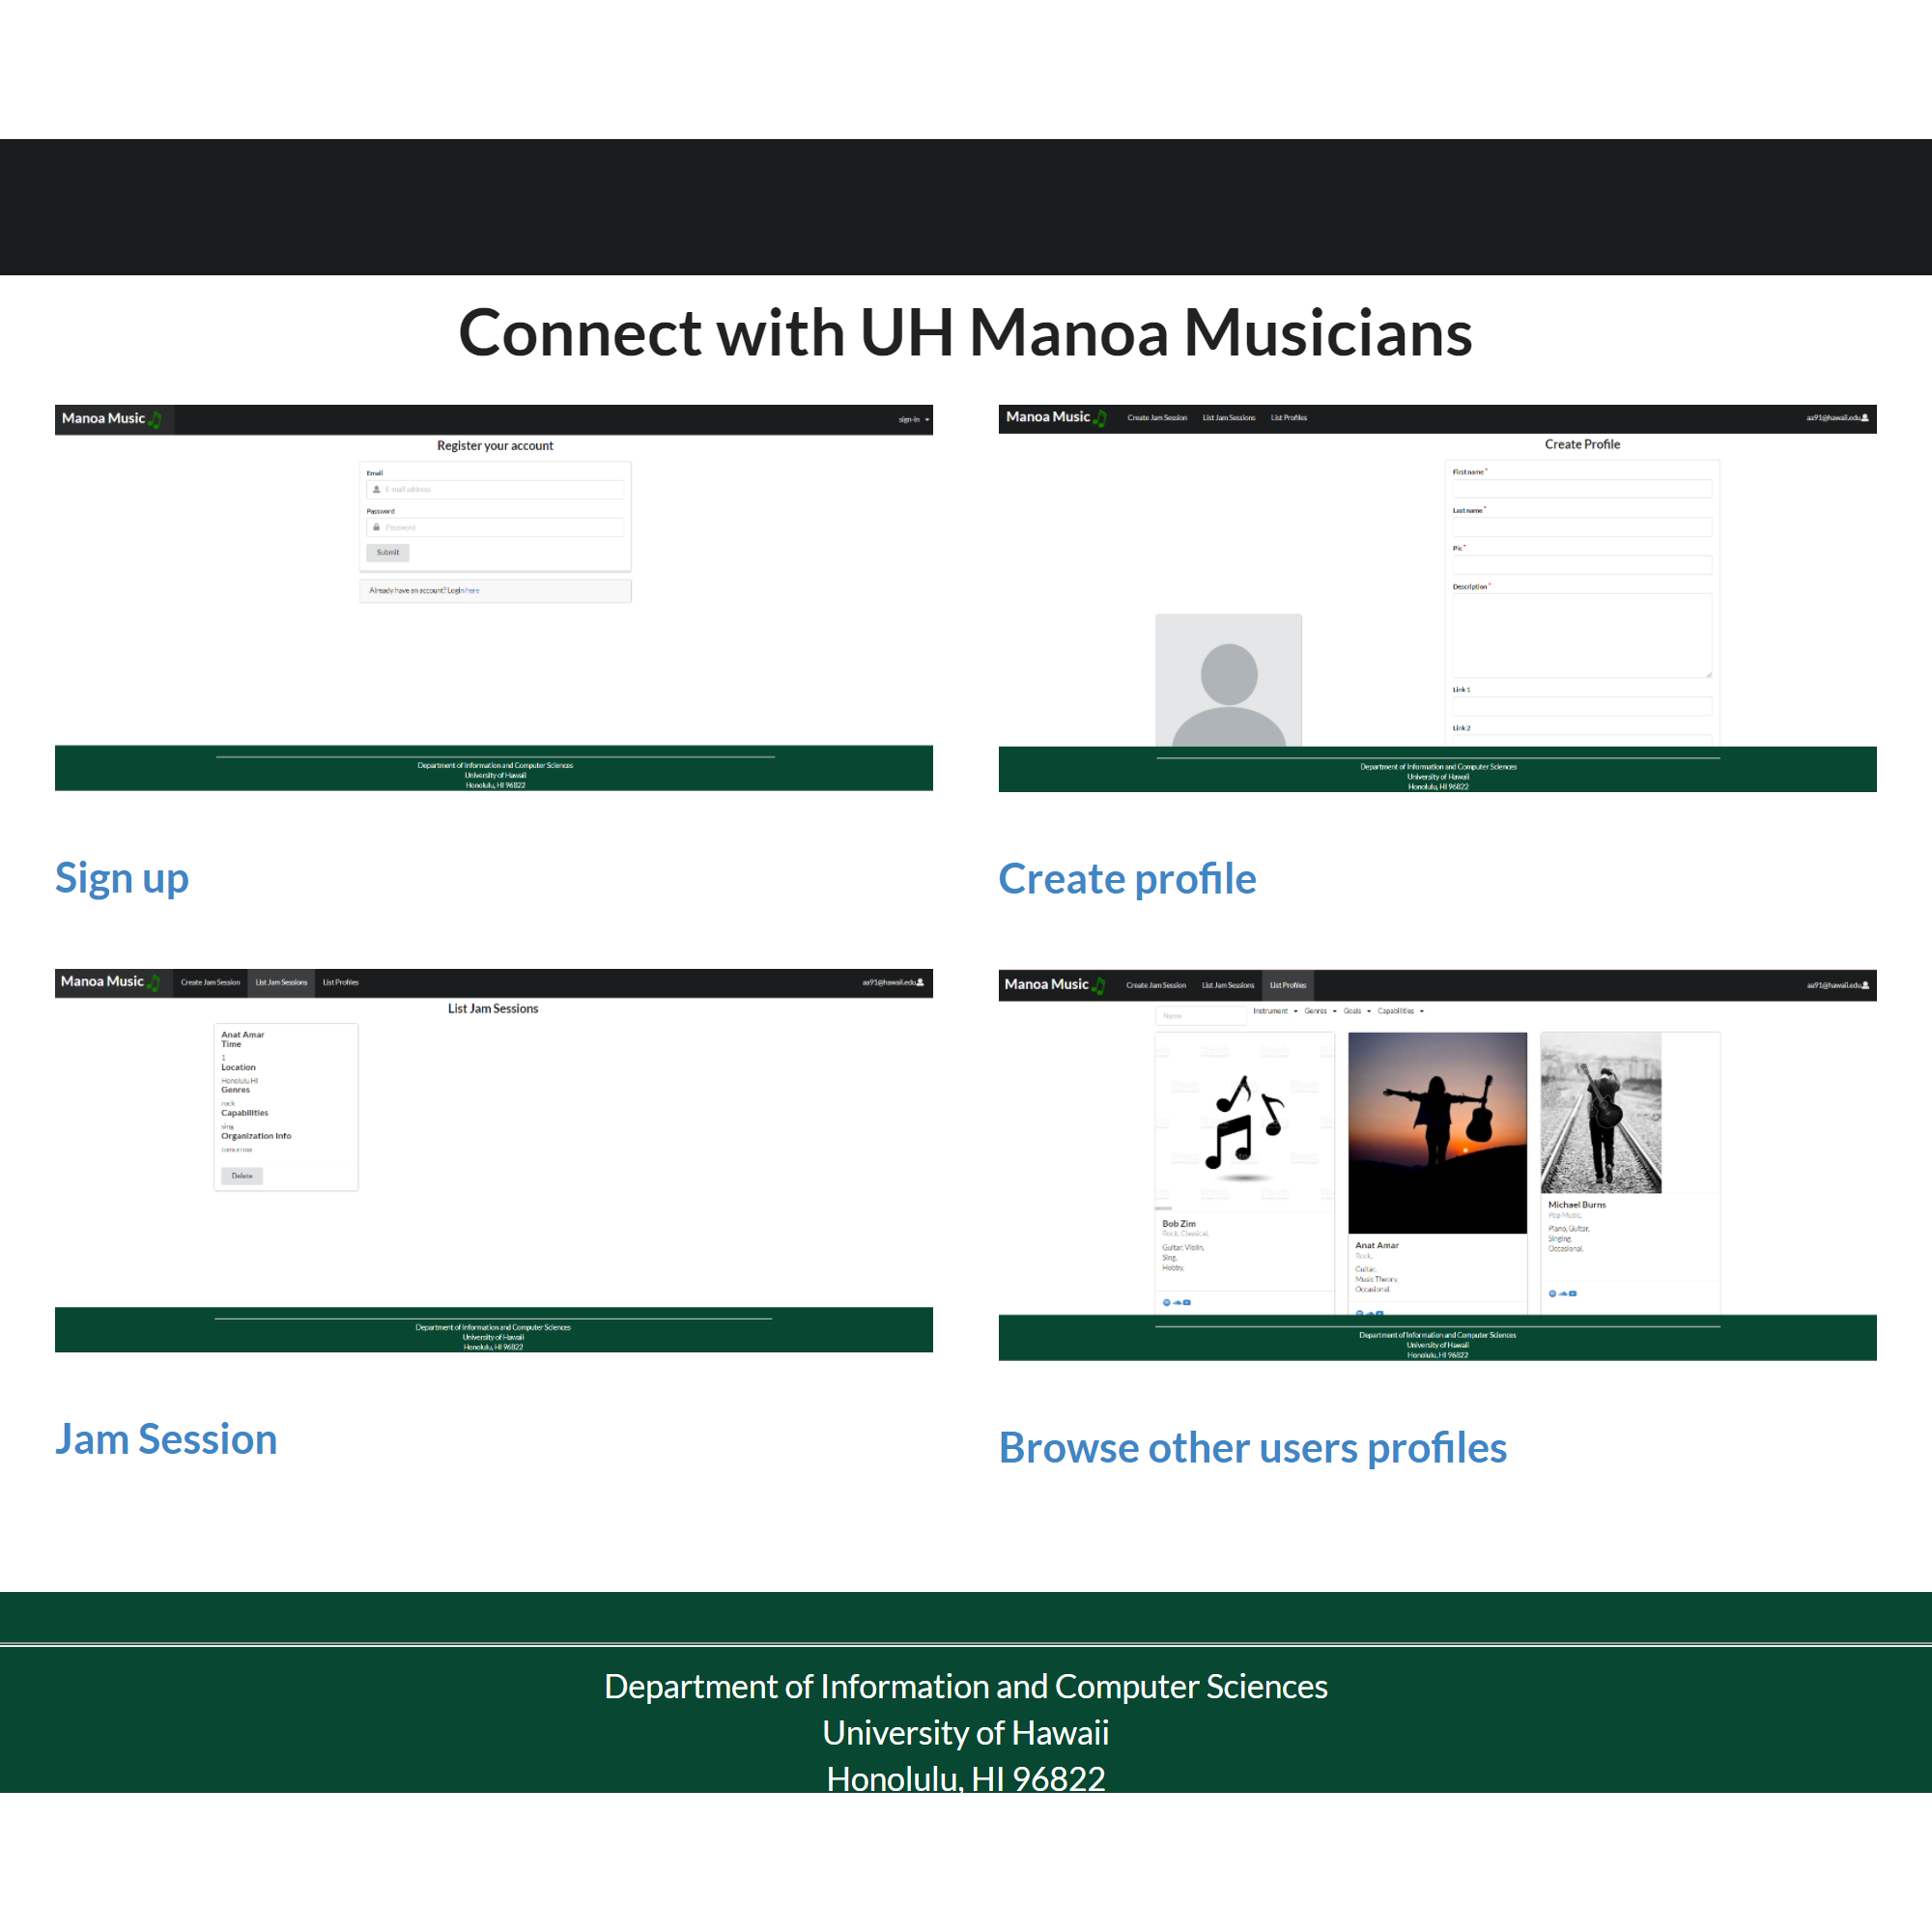 Connect with UH Manoa Musicians
Manoa Music
sign-in
Register your account
Email
E-mail address
Password
Password
Submit
Already have an account? Login here
Department of Information and Computer Sciences
University of Hawaii
Honolulu, HI 96822
Sign up
Manoa Music Create Jam Session List Jam Sessions List Profiles
aa91@hawaii.edu
Create Profile
First name *
Last name *
Pic *
Description *
Link 1
Link 2
Department of Information and Computer Sciences
University of Hawaii
Honolulu, HI 96822
Create profile
Manoa Music Create Jam Session List Jam Sessions List Profiles
aa91@hawaii.edu
List Jam Sessions
Anat Amar
Time
1
Location
Honolulu HI
Genres
rock
Capabilities
sing
Organization Info
tomorrow
Delete
Department of Information and Computer Sciences
University of Hawaii
Honolulu, HI 96822
Jam Session
Manoa Music Create Jam Session List Jam Sessions List Profiles
aa91@hawaii.edu
Name
Instrument Genres Goals Capabilities
Bob Zim
Rock, Classical,
Guitar, Violin,
Sing,
Hobby,
Anat Amar
Rock,
Guitar,
Music Theory,
Occasional,
Michael Burns
Pop Music,
Piano, Guitar,
Singing,
Occasional,
Department of Information and Computer Sciences
University of Hawaii
Honolulu, HI 96822
Browse other users profiles
Department of Information and Computer Sciences
University of Hawaii
Honolulu, HI 96822